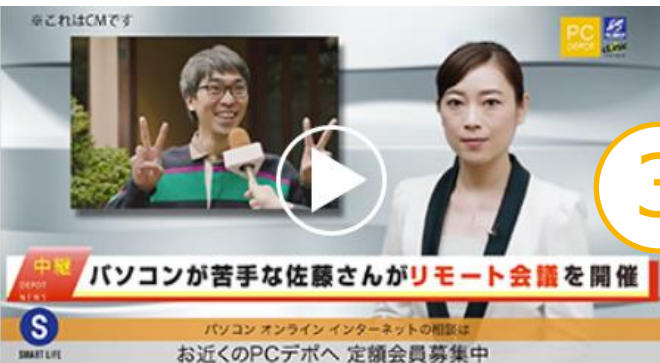 ※これはCMです
PC
DEPOT
3
中継
DEPOT
NEWS
パソコンが苦手な佐藤さんがリモート会議を開催
S
SMART LIFE
パソコン オンライン インターネットの相談は
お近くのPCデポへ 定額会員募集中